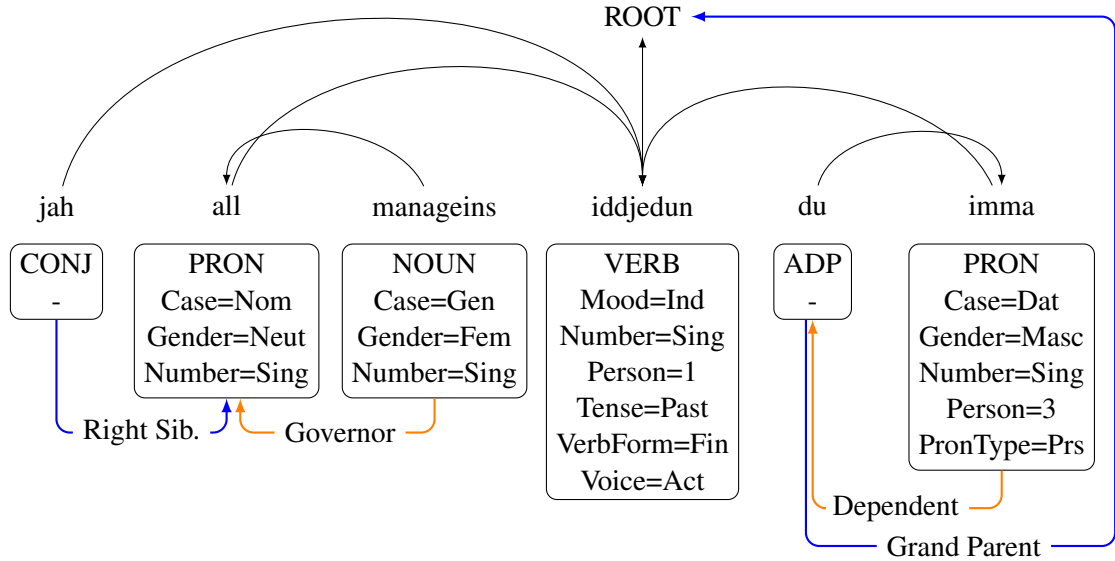 ROOT
jah all manageins iddjedun du imma
CONJ
-
PRON
Case=Nom
Gender=Neut
Number=Sing
NOUN
Case=Gen
Gender=Fem
Number=Sing
VERB
Mood=Ind
Number=Sing
Person=1
Tense=Past
VerbForm=Fin
Voice=Act
ADP
-
PRON
Case=Dat
Gender=Masc
Number=Sing
Person=3
PronType=Prs
Right Sib.
Governor
Dependent
Grand Parent